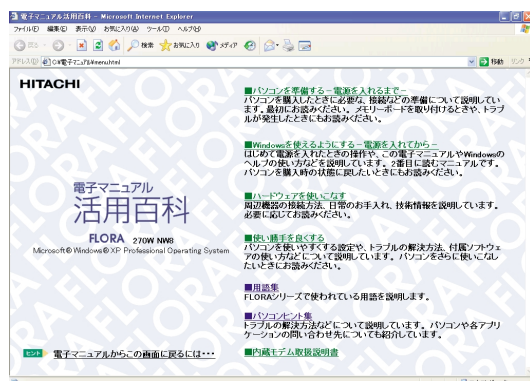 電子マニュアル活用百科 - Microsoft Internet Explorer
ファイル(F) 編集(E) 表示(V) お気に入り(A) ツール(T) ヘルプ(H)
戻る 検索 お気に入り メディア
アドレス(D) C:¥電子マニュアル¥menu.html 移動 リンク
HITACHI
電子マニュアル
活用百科
FLORA 270W NW8
Microsoft® Windows® XP Professional Operating System
ヒント 電子マニュアルからこの画面に戻るには・・・
■パソコンを準備する－電源を入れるまで－
パソコンを購入したときに必要な、接続などの準備について説明してい
ます。最初にお読みください。メモリーボードを取り付けるときや、トラブ
ルが発生したときにもお読みください。
■Windowsを使えるようにする－電源を入れてから－
はじめて電源を入れたときの操作や、この電子マニュアルやWindowsの
ヘルプの使い方などを説明しています。2番目に読むマニュアルです。
パソコンを購入時の状態に戻したいときにもお読みください。
■ハードウェアを使いこなす
周辺機器の接続方法、日常のお手入れ、技術情報を説明しています。
必要に応じてお読みください。
■使い勝手を良くする
パソコンを使いやすくする設定や、トラブルの解決方法、付属ソフトウェ
アの使い方などについて説明しています。パソコンをさらに使いこなし
たいときにお読みください。
■用語集
FLORAシリーズで使われている用語を説明します。
■パソコンヒント集
トラブルの解決方法などについて説明しています。パソコンや各アプリ
ケーションの問い合わせ先についても紹介しています。
■内蔵モデム取扱説明書